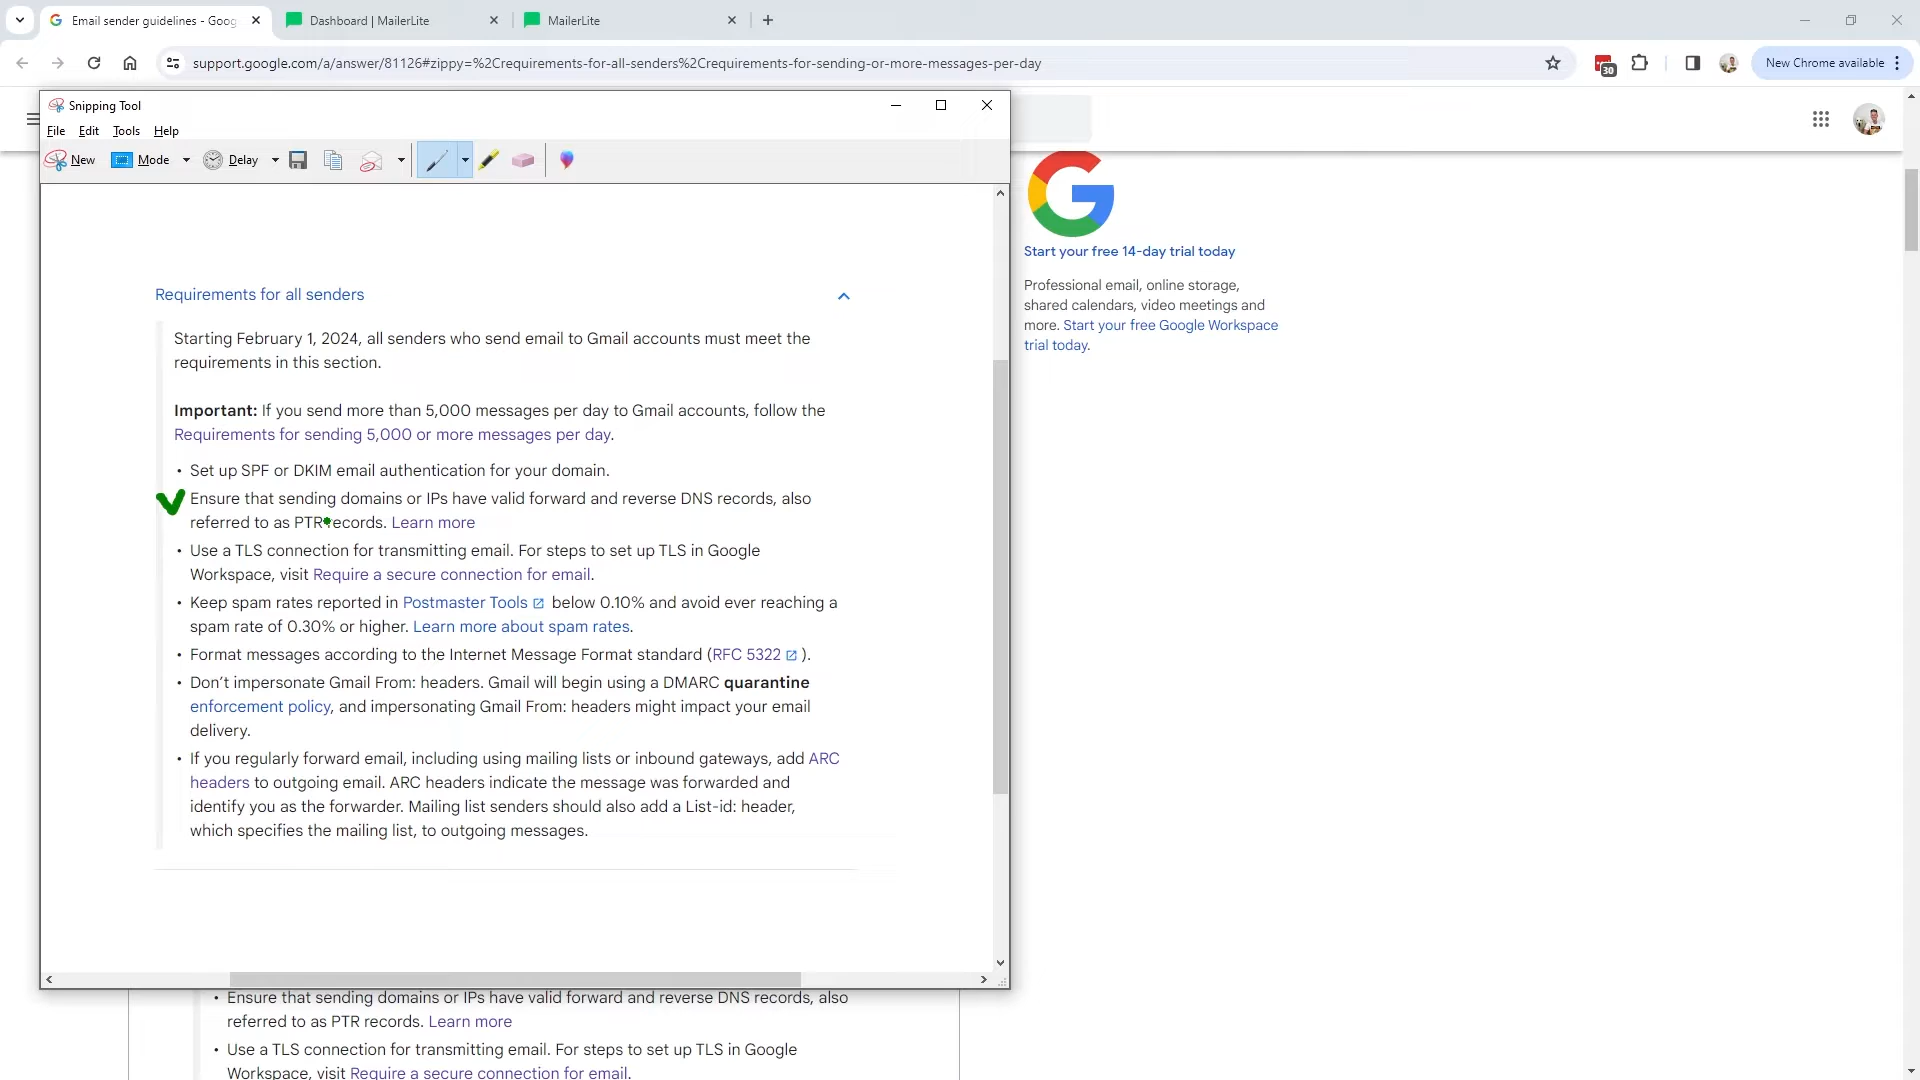 Email sender guidelines - Goog
Dashboard | MailerLite
MailerLite
support.google.com/a/answer/81126#zippy=%2Crequirements-for-all-senders%2Crequirements-for-sending-or-more-messages-per-day
30
New Chrome available
Snipping Tool
File Edit Tools Help
New Mode Delay
Start your free 14-day trial today
Professional email, online storage,
shared calendars, video meetings and
more. Start your free Google Workspace
trial today.
Requirements for all senders
Starting February 1, 2024, all senders who send email to Gmail accounts must meet the
requirements in this section.
Important: If you send more than 5,000 messages per day to Gmail accounts, follow the
Requirements for sending 5,000 or more messages per day.
• Set up SPF or DKIM email authentication for your domain.
Ensure that sending domains or IPs have valid forward and reverse DNS records, also
referred to as PTR records. Learn more
• Use a TLS connection for transmitting email. For steps to set up TLS in Google
Workspace, visit Require a secure connection for email.
• Keep spam rates reported in Postmaster Tools below 0.10% and avoid ever reaching a
spam rate of 0.30% or higher. Learn more about spam rates.
• Format messages according to the Internet Message Format standard (RFC 5322 ).
• Don’t impersonate Gmail From: headers. Gmail will begin using a DMARC quarantine
enforcement policy, and impersonating Gmail From: headers might impact your email
delivery.
• If you regularly forward email, including using mailing lists or inbound gateways, add ARC
headers to outgoing email. ARC headers indicate the message was forwarded and
identify you as the forwarder. Mailing list senders should also add a List-id: header,
which specifies the mailing list, to outgoing messages.
• Ensure that sending domains or IPs have valid forward and reverse DNS records, also
referred to as PTR records. Learn more
• Use a TLS connection for transmitting email. For steps to set up TLS in Google
Workspace, visit Require a secure connection for email.